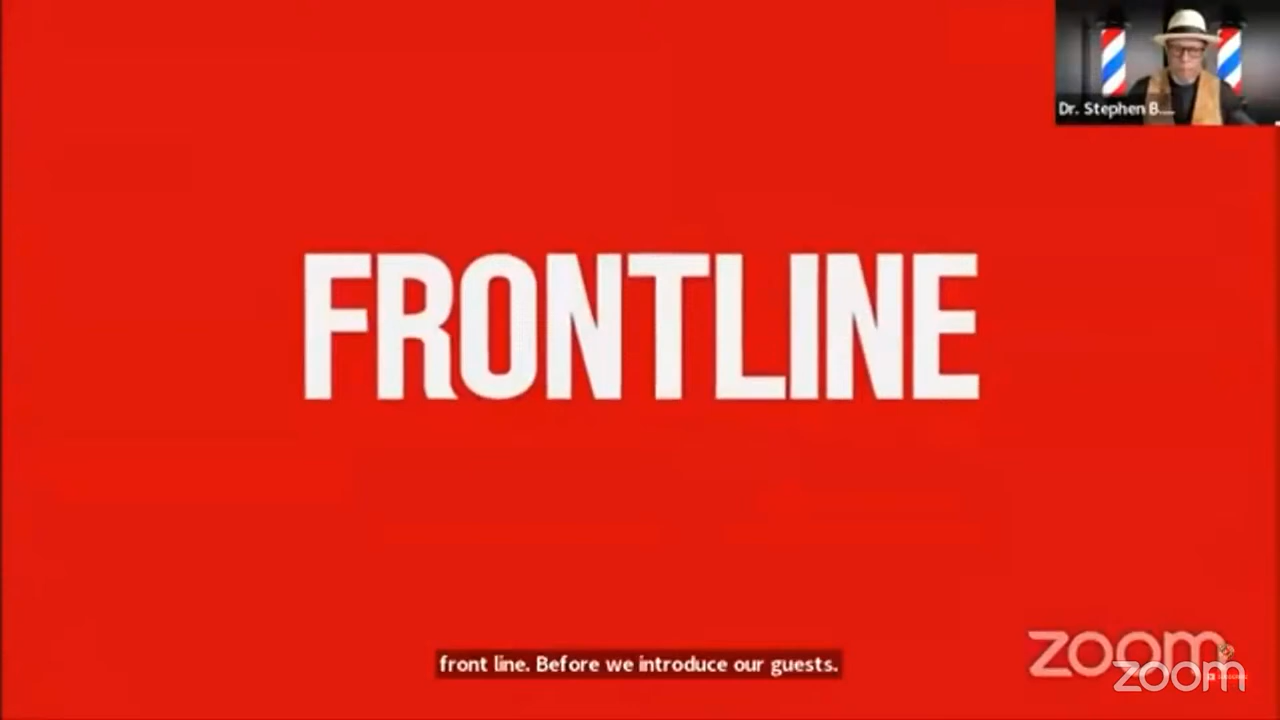 Dr. Stephen B....
FRONTLINE
front line. Before we introduce our guests.
zoom
zoom